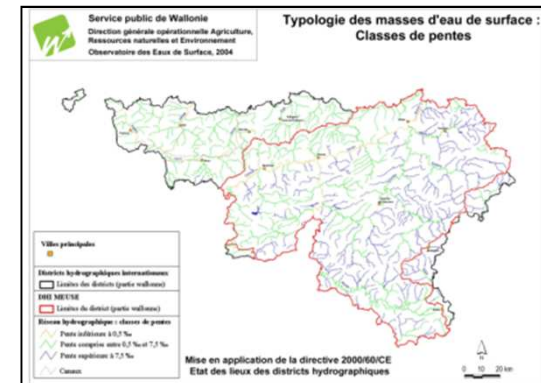 Service public de Wallonie
Direction générale opérationnelle Agriculture,
Ressources naturelles et Environnement
Observatoire des Eaux de Surface, 2004
Typologie des masses d'eau de surface :
Classes de pentes
Villes principales
Districts hydrographiques internationaux
Limites des districts (partie wallonne)
DHI MEUSE
Limites du district (partie wallonne)
Réseau hydrographique : classes de pentes
Pente inférieure à 0,5 ‰
Pente comprise entre 0,5 ‰ et 7,5 ‰
Pente supérieure à 7,5 ‰
Canaux
Mise en application de la directive 2000/60/CE
Etat des lieux des districts hydrographiques
N
0 10 20 km